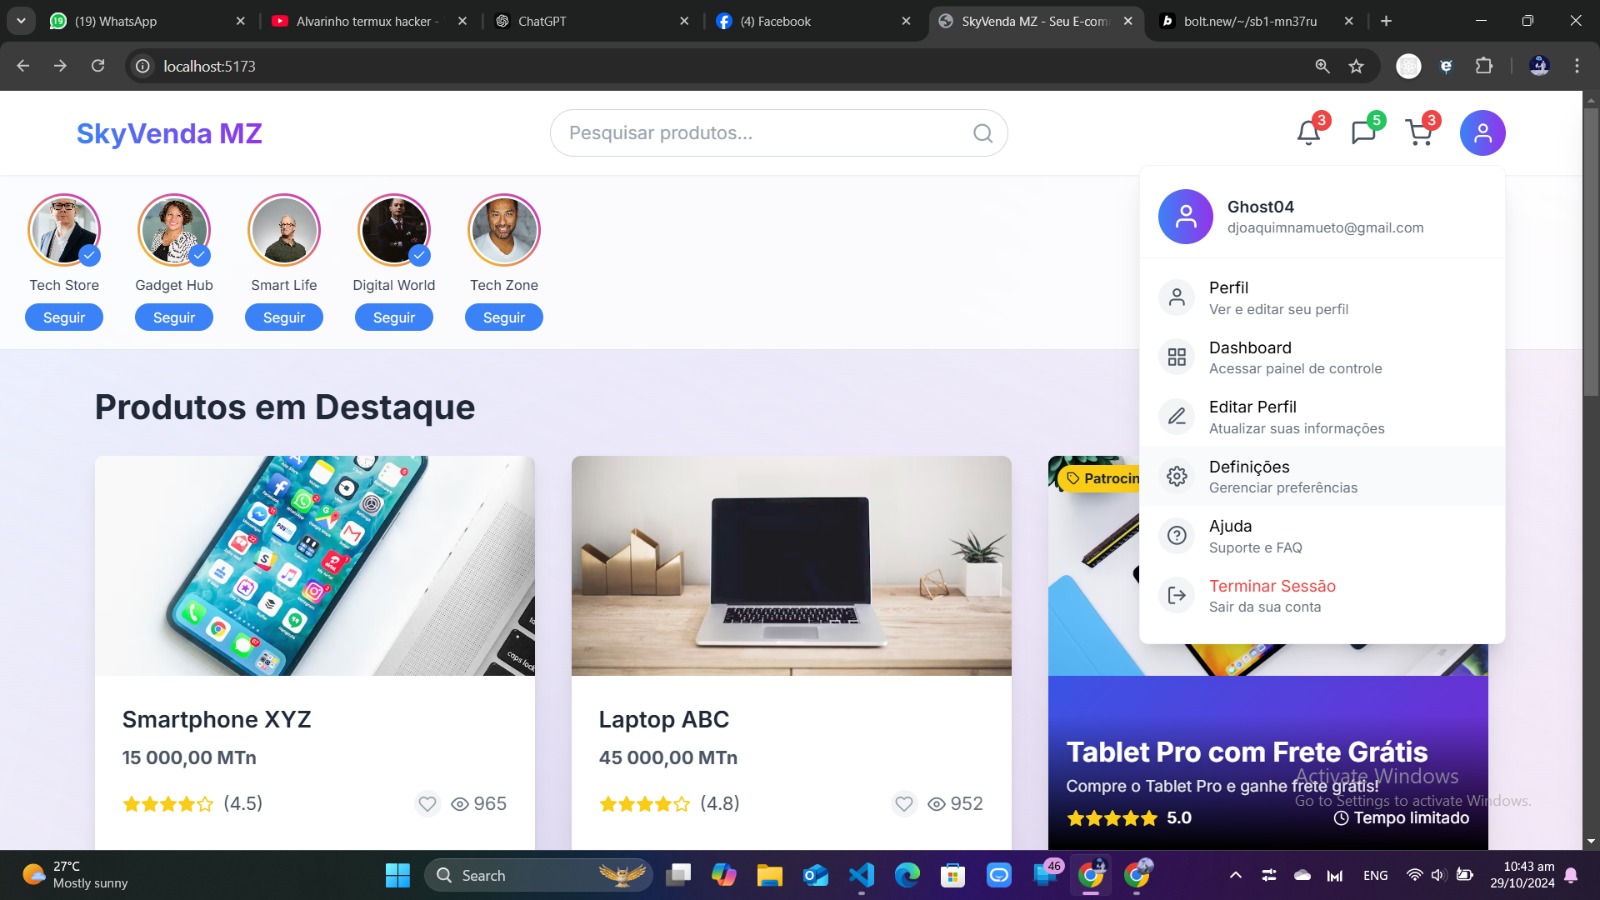 (19) WhatsApp
Alvarinho termux hacker -
ChatGPT
(4) Facebook
SkyVenda MZ - Seu E-com
bolt.new/~/sb1-mn37ru
localhost:5173
SkyVenda MZ
Pesquisar produtos...
3
5
3
Ghost04
djoaquimnamueto@gmail.com
Perfil
Ver e editar seu perfil
Dashboard
Acessar painel de controle
Editar Perfil
Atualizar suas informações
Definições
Gerenciar preferências
Ajuda
Suporte e FAQ
Terminar Sessão
Sair da sua conta
Tech Store
Gadget Hub
Smart Life
Digital World
Tech Zone
Seguir
Seguir
Seguir
Seguir
Seguir
Produtos em Destaque
Patrocin
caps lock
Smartphone XYZ
15 000,00 MTn
(4.5)
965
Laptop ABC
45 000,00 MTn
(4.8)
952
Tablet Pro com Frete Grátis
Compre o Tablet Pro e ganhe frete grátis!
5.0
Tempo limitado
Activate Windows
Go to Settings to activate Windows.
27°C
Mostly sunny
Search
46
ENG
10:43 am
29/10/2024